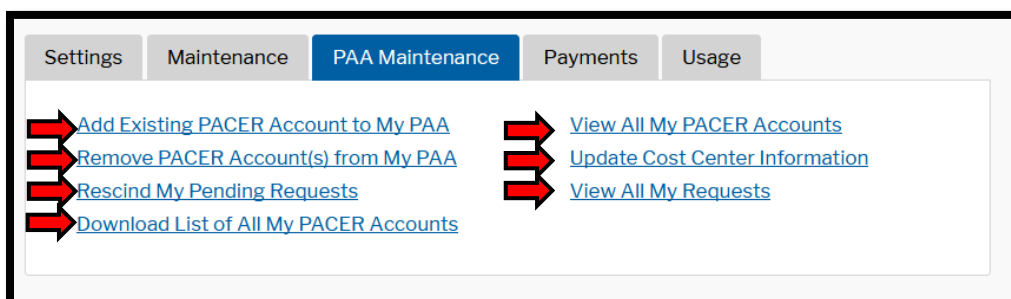 Settings Maintenance PAA Maintenance Payments Usage
Add Existing PACER Account to My PAA
Remove PACER Account(s) from My PAA
Rescind My Pending Requests
Download List of All My PACER Accounts
View All My PACER Accounts
Update Cost Center Information
View All My Requests